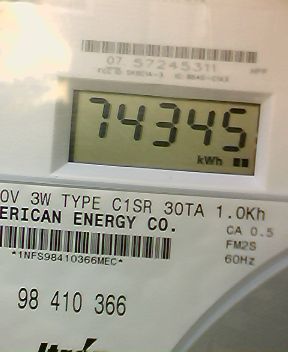 07 57245311
74345
kWh
0V 3W TYPE C1SR 30TA 1.0Kh
ERICAN ENERGY CO.
CA 0.5
FM2S
60Hz
*1NFS98410366MEC*
98 410 366
Itron